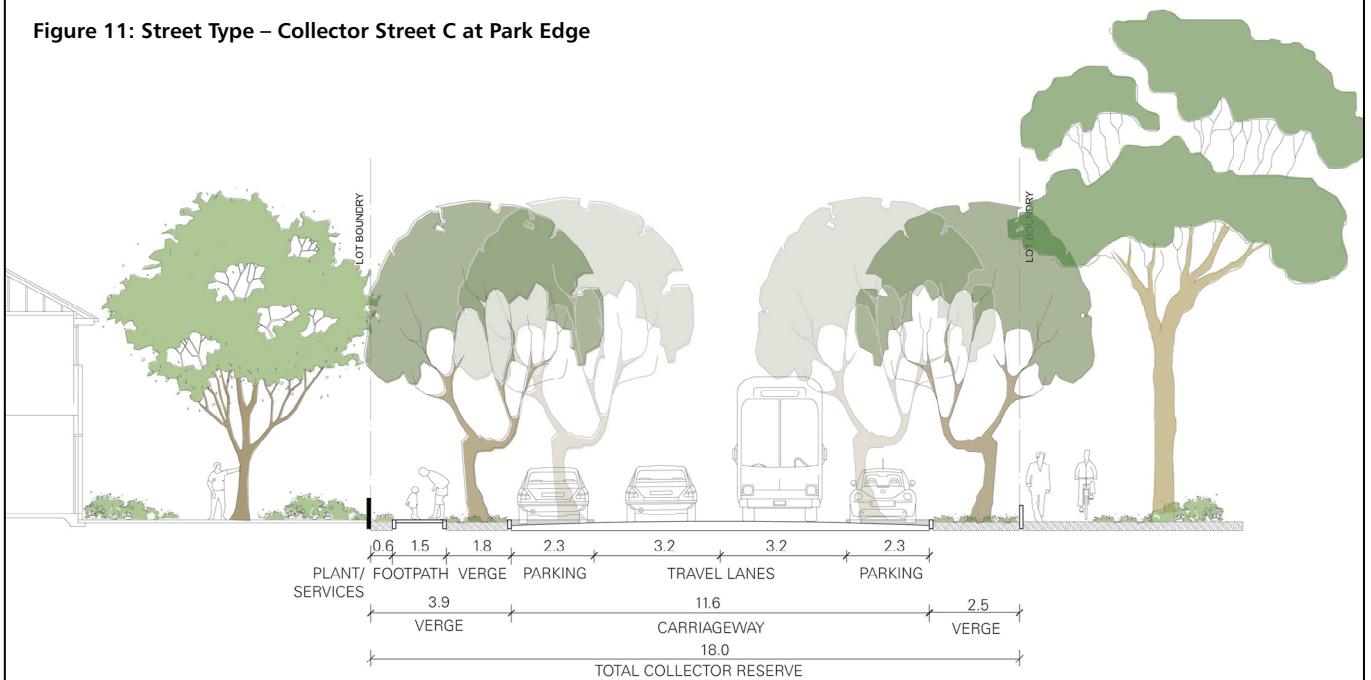 Figure 11: Street Type – Collector Street C at Park Edge
LOT BOUNDRY
LOT BOUNDRY
0.6 1.5 1.8 2.3 3.2 3.2 2.3
PLANT/ FOOTPATH VERGE PARKING TRAVEL LANES PARKING
SERVICES
3.9 11.6 2.5
VERGE CARRIAGEWAY VERGE
18.0
TOTAL COLLECTOR RESERVE